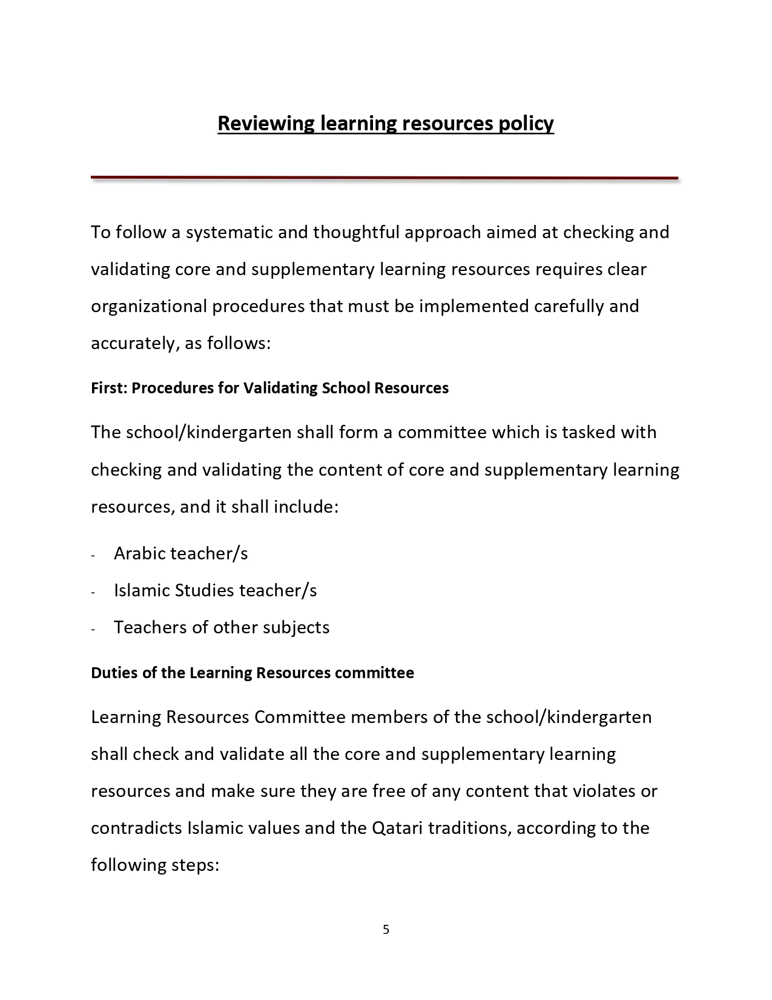 Reviewing learning resources policy
To follow a systematic and thoughtful approach aimed at checking and
validating core and supplementary learning resources requires clear
organizational procedures that must be implemented carefully and
accurately, as follows:
First: Procedures for Validating School Resources
The school/kindergarten shall form a committee which is tasked with
checking and validating the content of core and supplementary learning
resources, and it shall include:
- Arabic teacher/s
- Islamic Studies teacher/s
- Teachers of other subjects
Duties of the Learning Resources committee
Learning Resources Committee members of the school/kindergarten
shall check and validate all the core and supplementary learning
resources and make sure they are free of any content that violates or
contradicts Islamic values and the Qatari traditions, according to the
following steps:
5